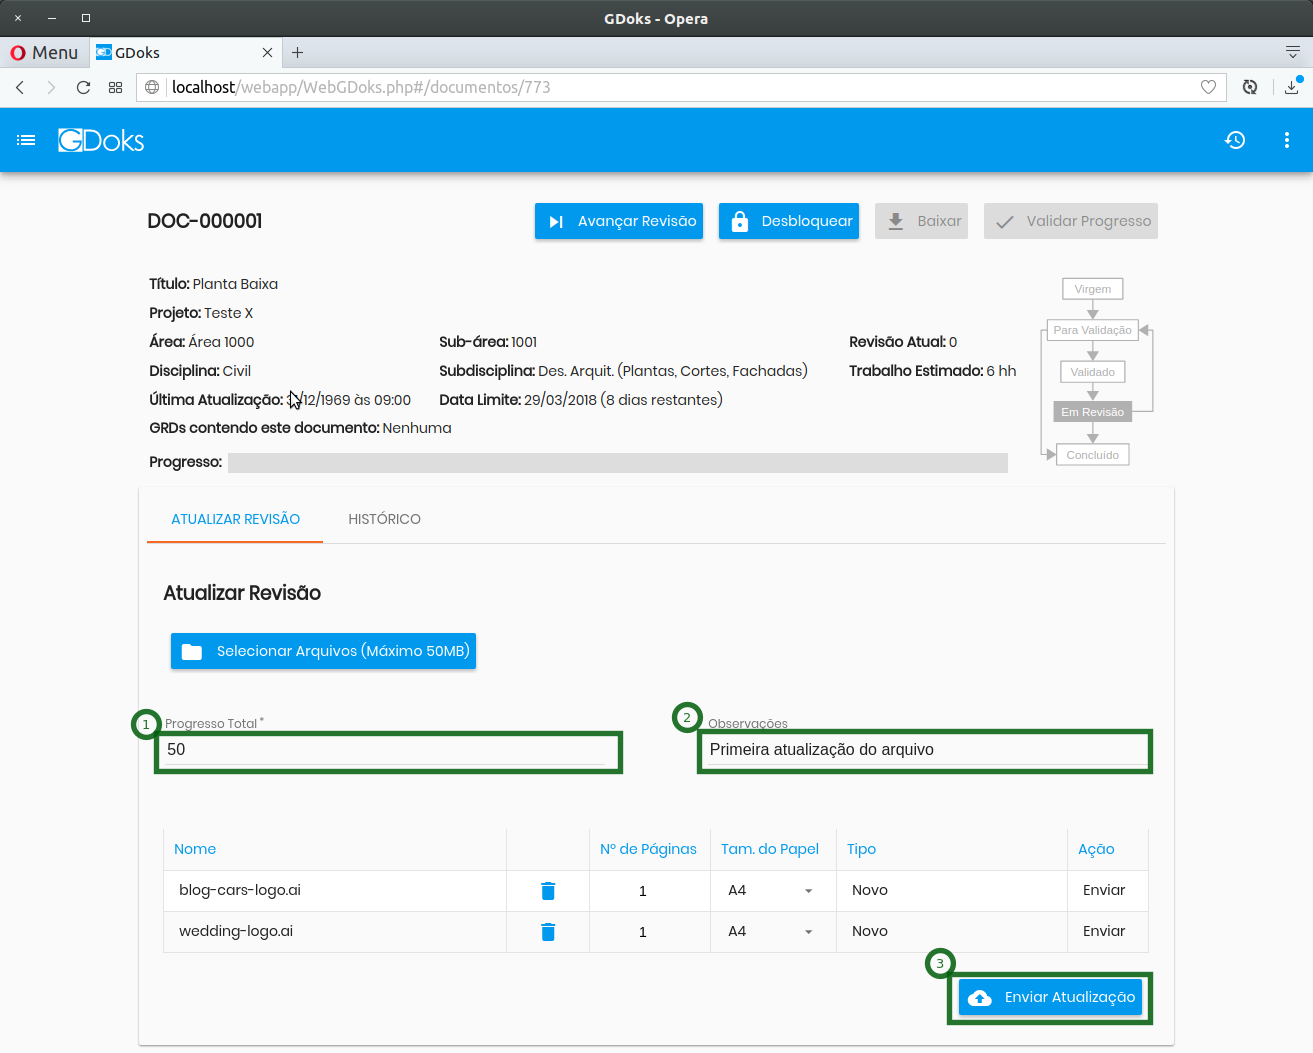 GDoks - Opera
Menu
GDoks
localhost/webapp/WebGDoks.php#/documentos/773
GDoks
DOC-000001
Avançar Revisão
Desbloquear
Baixar
Validar Progresso
Título: Planta Baixa
Projeto: Teste X
Área: Área 1000
Sub-área: 1001
Revisão Atual: 0
Disciplina: Civil
Subdisciplina: Des. Arquit. (Plantas, Cortes, Fachadas)
Trabalho Estimado: 6 hh
Última Atualização: /12/1969 às 09:00
Data Limite: 29/03/2018 (8 dias restantes)
GRDs contendo este documento: Nenhuma
Progresso:
Virgem
Para Validação
Validado
Em Revisão
Concluído
ATUALIZAR REVISÃO
HISTÓRICO
Atualizar Revisão
Selecionar Arquivos (Máximo 50MB)
1
Progresso Total *
50
2
Observações
Primeira atualização do arquivo
Nome
Nº de Páginas
Tam. do Papel
Tipo
Ação
blog-cars-logo.ai
1
A4
Novo
Enviar
wedding-logo.ai
1
A4
Novo
Enviar
3
Enviar Atualização